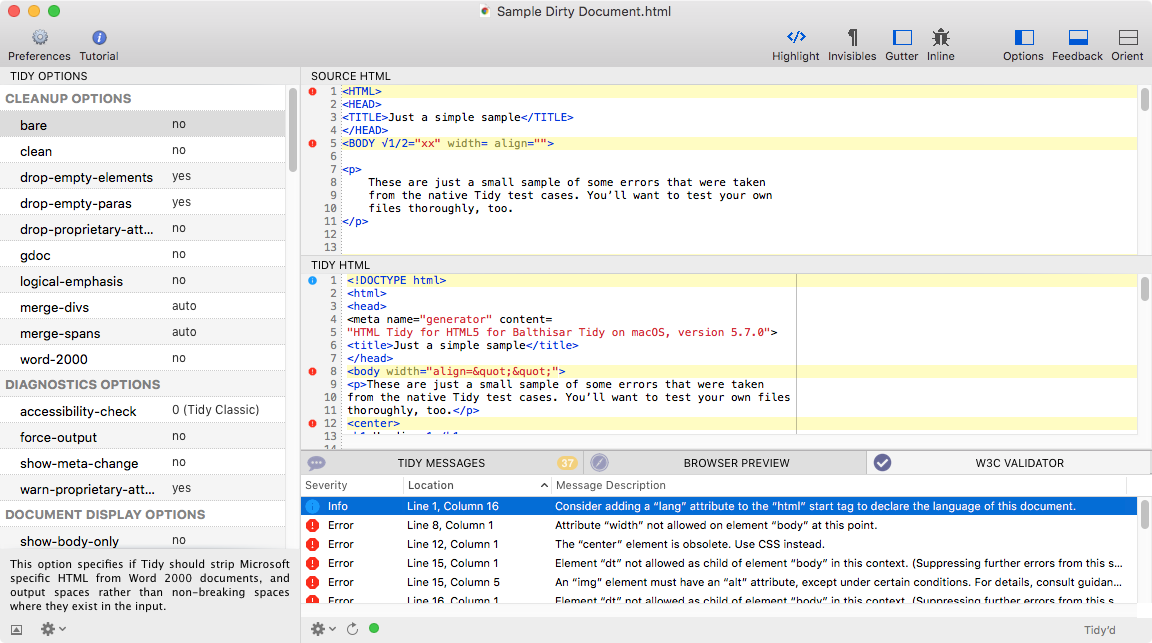 Sample Dirty Document.html
Preferences Tutorial Highlight Invisibles Gutter Inline Options Feedback Orient
TIDY OPTIONS
CLEANUP OPTIONS
bare no
clean no
drop-empty-elements yes
drop-empty-paras yes
drop-proprietary-att... no
gdoc no
logical-emphasis no
merge-divs auto
merge-spans auto
word-2000 no
DIAGNOSTICS OPTIONS
accessibility-check 0 (Tidy Classic)
force-output no
show-meta-change no
warn-proprietary-att... yes
DOCUMENT DISPLAY OPTIONS
show-body-only no
This option specifies if Tidy should strip Microsoft
specific HTML from Word 2000 documents, and
output spaces rather than non-breaking spaces
where they exist in the input.
SOURCE HTML
1 <HTML>
2 <HEAD>
3 <TITLE>Just a simple sample</TITLE>
4 </HEAD>
5 <BODY √1/2="xx" width= align="">
6
7 <p>
8 These are just a small sample of some errors that were taken
9 from the native Tidy test cases. You’ll want to test your own
10 files thoroughly, too.
11 </p>
12
13
TIDY HTML
1 <!DOCTYPE html>
2 <html>
3 <head>
4 <meta name="generator" content=
5 "HTML Tidy for HTML5 for Balthisar Tidy on macOS, version 5.7.0">
6 <title>Just a simple sample</title>
7 </head>
8 <body width="align=&quot;&quot;">
9 <p>These are just a small sample of some errors that were taken
10 from the native Tidy test cases. You’ll want to test your own files
11 thoroughly, too.</p>
12 <center>
13
14
TIDY MESSAGES 37 BROWSER PREVIEW W3C VALIDATOR
Severity Location Message Description
Info Line 1, Column 16 Consider adding a “lang” attribute to the “html” start tag to declare the language of this document.
Error Line 8, Column 1 Attribute “width” not allowed on element “body” at this point.
Error Line 12, Column 1 The “center” element is obsolete. Use CSS instead.
Error Line 15, Column 1 Element “dt” not allowed as child of element “body” in this context. (Suppressing further errors from this s...
Error Line 15, Column 5 An “img” element must have an “alt” attribute, except under certain conditions. For details, consult guidan...
Error Line 16, Column 1 Element “dt” not allowed as child of element “body” in this context. (Suppressing further errors from this s...
Tidy’d